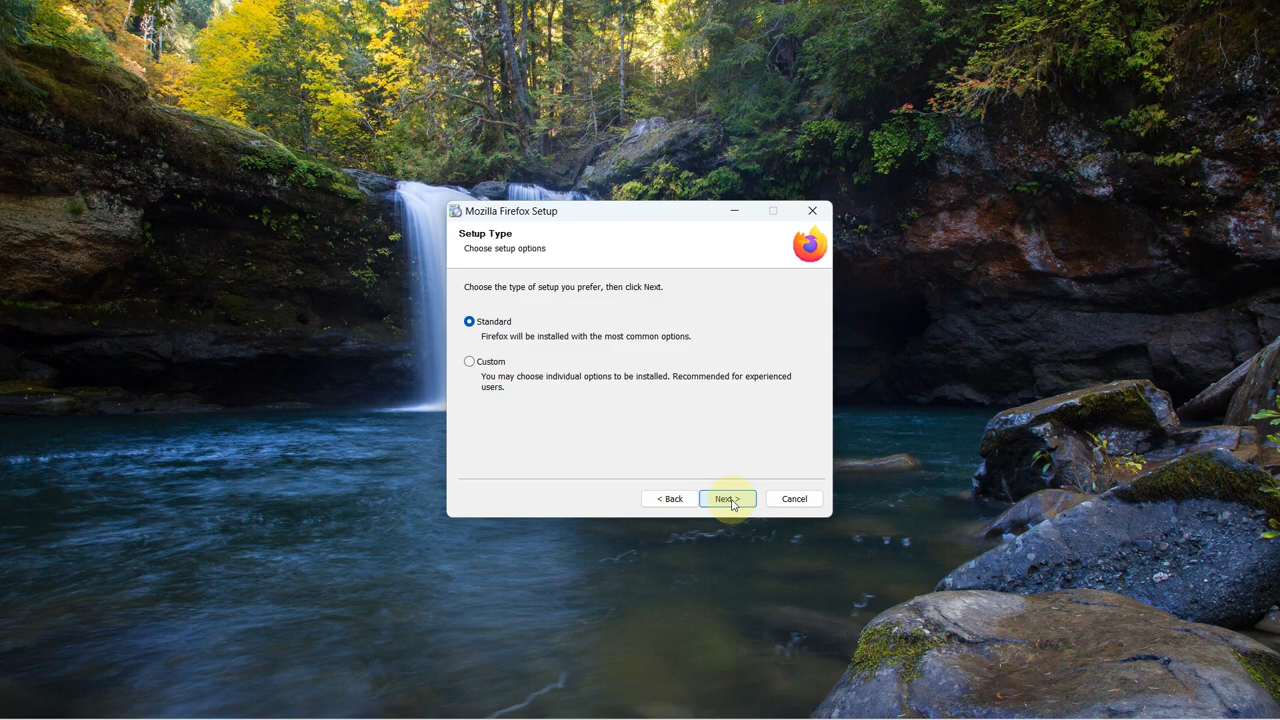 Mozilla Firefox Setup
Setup Type
Choose setup options
Choose the type of setup you prefer, then click Next.
Standard
Firefox will be installed with the most common options.
Custom
You may choose individual options to be installed. Recommended for experienced
users.
< Back
Next >
Cancel